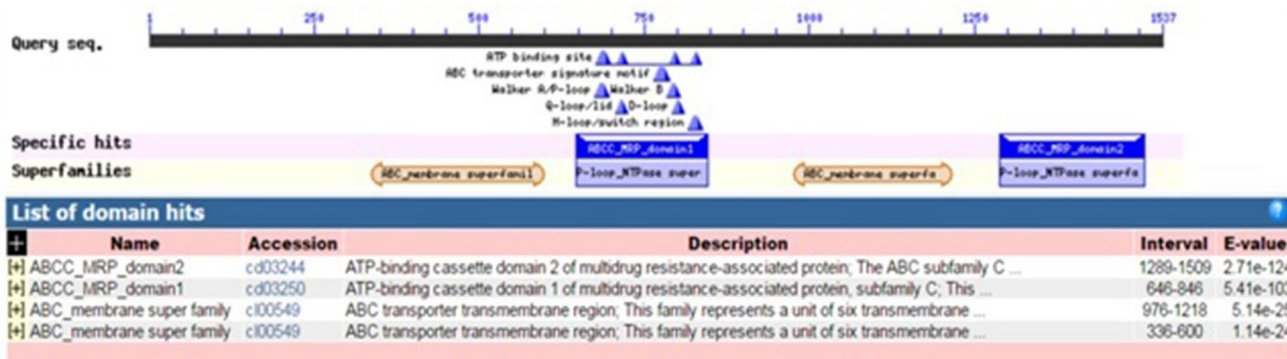 1 250 500 750 1000 1250 1537
Query seq.
ATP binding site
ABC transporter signature motif
Walker A/P-loop Walker B
Q-loop/lid D-loop
H-loop/switch region
Specific hits ABCC_MRP_domain1 ABCC_MRP_domain2
Superfamilies ABC_membrane superfamil P-loop_NTPase super ABC_membrane superfa P-loop_NTPase superfa
List of domain hits ?
+ Name Accession Description Interval E-value
[+] ABCC_MRP_domain2 cd03244 ATP-binding cassette domain 2 of multidrug resistance-associated protein; The ABC subfamily C ... 1289-1509 2.71e-124
[+] ABCC_MRP_domain1 cd03250 ATP-binding cassette domain 1 of multidrug resistance-associated protein, subfamily C; This ... 646-846 5.41e-103
[+] ABC_membrane super family cl00549 ABC transporter transmembrane region; This family represents a unit of six transmembrane ... 976-1218 5.14e-25
[+] ABC_membrane super family cl00549 ABC transporter transmembrane region; This family represents a unit of six transmembrane ... 336-600 1.14e-24